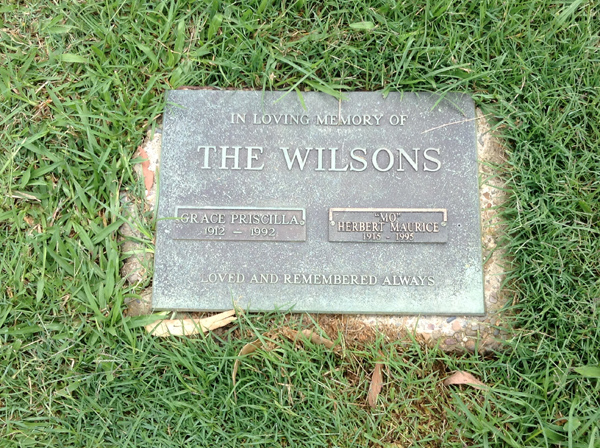 IN LOVING MEMORY OF
THE WILSONS
GRACE PRISCILLA
1912 – 1992
"MO"
HERBERT MAURICE
1915 – 1995
LOVED AND REMEMBERED ALWAYS